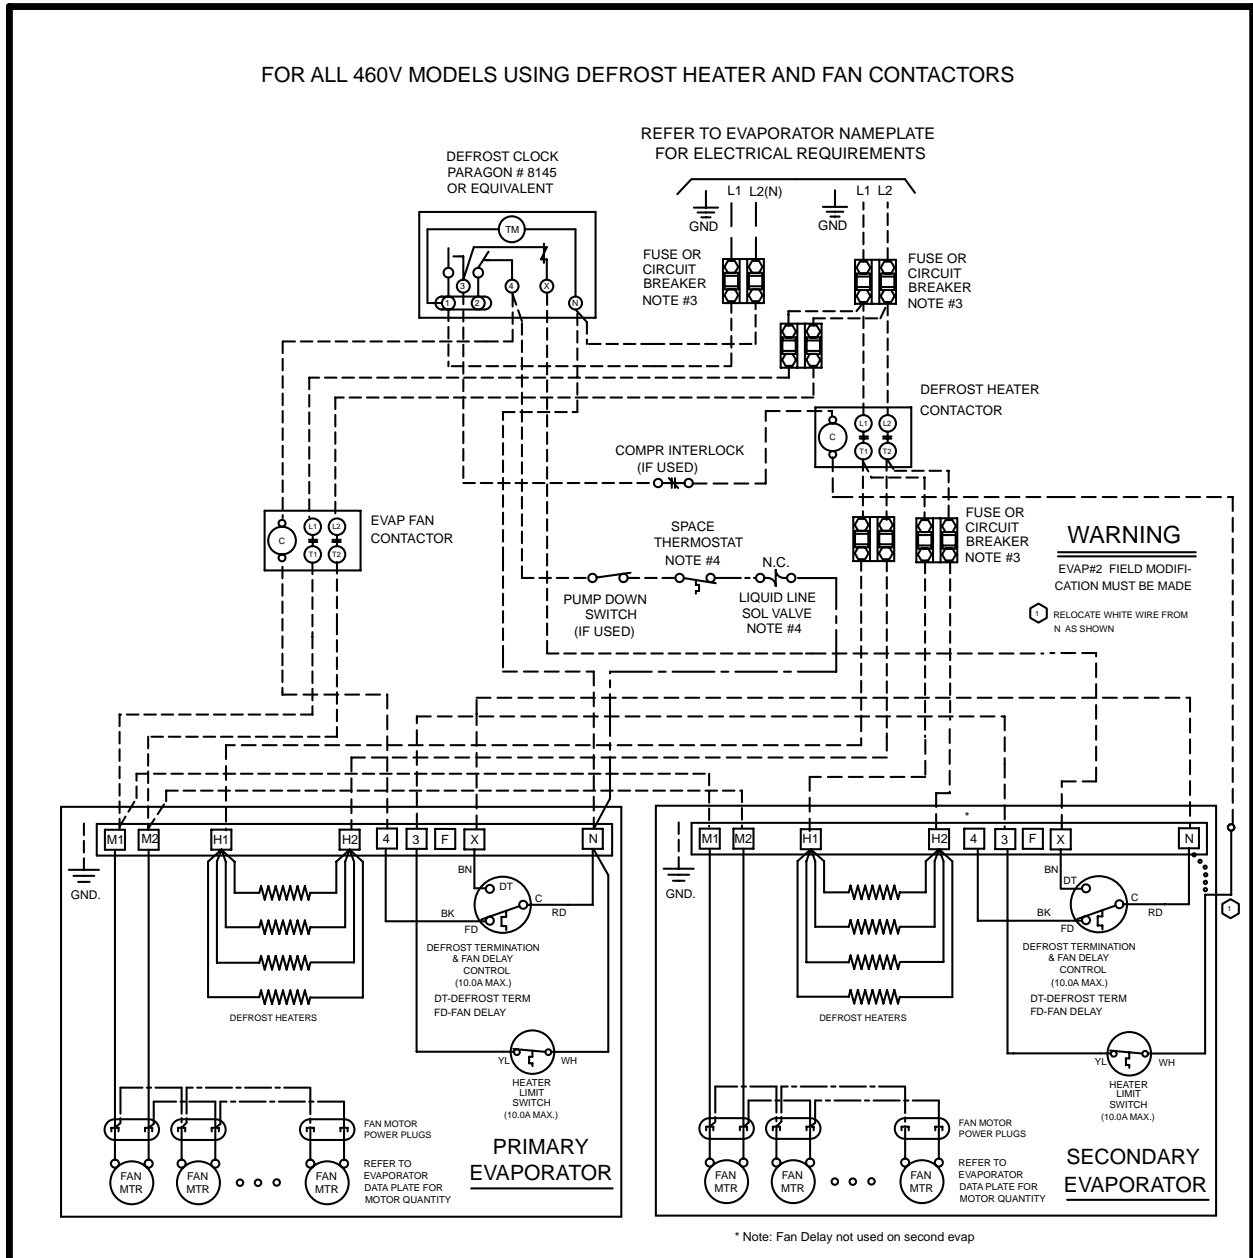 FOR ALL 460V MODELS USING DEFROST HEATER AND FAN CONTACTORS
REFER TO EVAPORATOR NAMEPLATE
FOR ELECTRICAL REQUIREMENTS
DEFROST CLOCK
PARAGON # 8145
OR EQUIVALENT
L1 L2(N)
L1 L2
GND
GND
TM
3
4
X
1
2
N
FUSE OR
CIRCUIT
BREAKER
NOTE #3
FUSE OR
CIRCUIT
BREAKER
NOTE #3
DEFROST HEATER
CONTACTOR
C
L1
L2
T1
T2
COMPR INTERLOCK
(IF USED)
EVAP FAN
CONTACTOR
C
L1
L2
T1
T2
FUSE OR
CIRCUIT
BREAKER
NOTE #3
SPACE
THERMOSTAT
NOTE #4
N.C.
PUMP DOWN
SWITCH
(IF USED)
LIQUID LINE
SOL VALVE
NOTE #4
WARNING
EVAP#2 FIELD MODIFI-
CATION MUST BE MADE
1
RELOCATE WHITE WIRE FROM
N AS SHOWN
M1
M2
H1
H2
4
3
F
X
N
GND.
BN
DT
C
RD
BK
FD
DEFROST TERMINATION
& FAN DELAY
CONTROL
(10.0A MAX.)
DT-DEFROST TERM
FD-FAN DELAY
DEFROST HEATERS
YL
WH
HEATER
LIMIT
SWITCH
(10.0A MAX.)
FAN MOTOR
POWER PLUGS
REFER TO
EVAPORATOR
DATA PLATE FOR
MOTOR QUANTITY
FAN
MTR
FAN
MTR
FAN
MTR
PRIMARY
EVAPORATOR
*
M1
M2
H1
H2
4
3
F
X
N
GND.
BN
DT
C
RD
BK
FD
1
DEFROST TERMINATION
& FAN DELAY
CONTROL
(10.0A MAX.)
DT-DEFROST TERM
FD-FAN DELAY
DEFROST HEATERS
YL
WH
HEATER
LIMIT
SWITCH
(10.0A MAX.)
FAN MOTOR
POWER PLUGS
REFER TO
EVAPORATOR
DATA PLATE FOR
MOTOR QUANTITY
FAN
MTR
FAN
MTR
FAN
MTR
SECONDARY
EVAPORATOR
* Note: Fan Delay not used on second evap